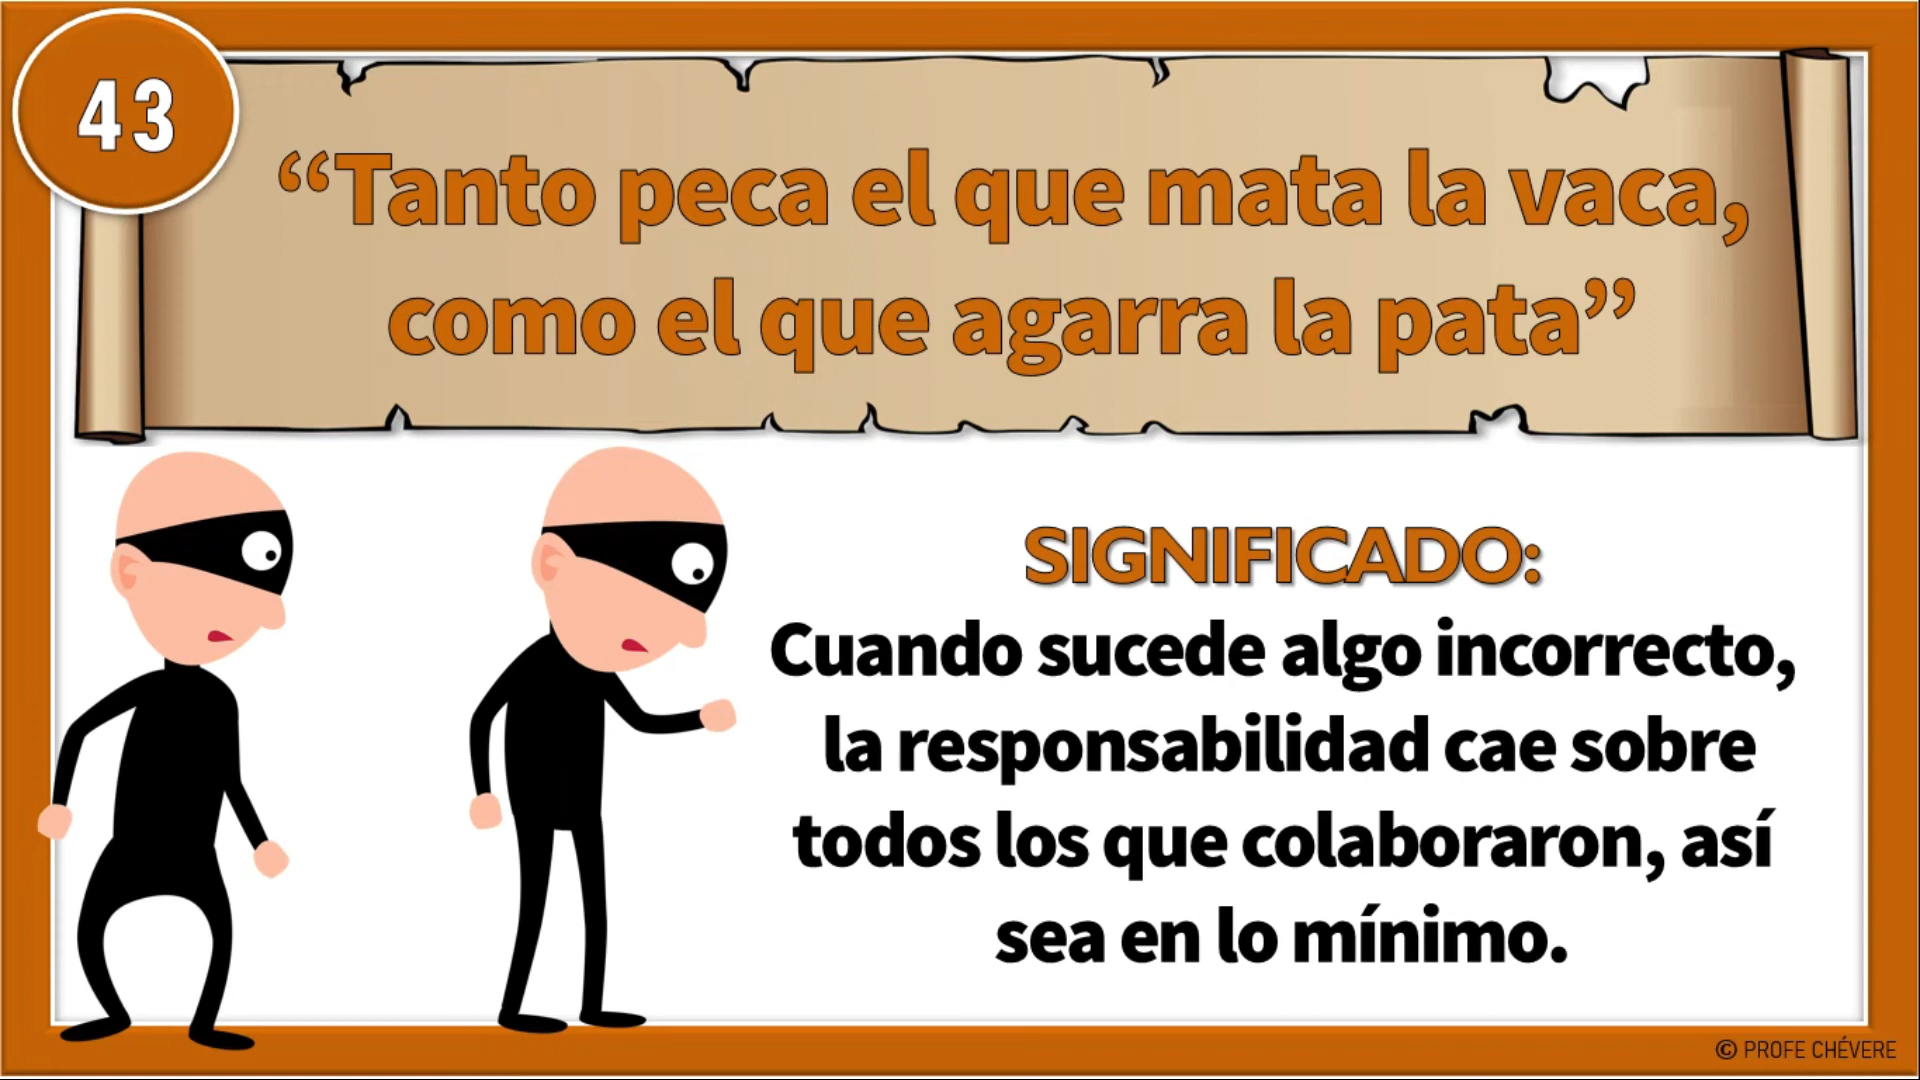 43
“Tanto peca el que mata la vaca,
como el que agarra la pata”
SIGNIFICADO:
Cuando sucede algo incorrecto,
la responsabilidad cae sobre
todos los que colaboraron, así
sea en lo mínimo.
© PROFE CHÉVERE